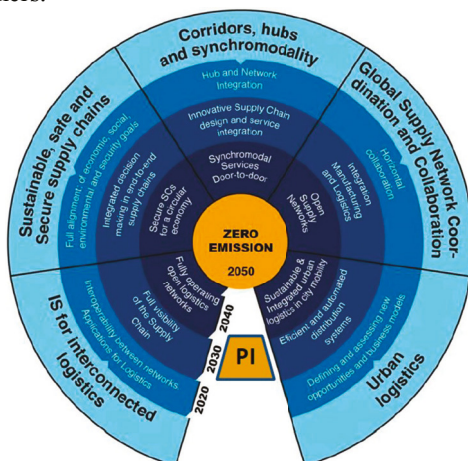 ners.
Corridors, hubs
and synchromodality
Hub and Network
Integration
Innovative Supply Chain
design and service
integration
Synchromodal
Services
Door-to-door
Sustainable, safe and
Secure supply chains
Full alignment: of economic, social,
environmental and security goals
Integrated decision
making in end-to-end
supply chains
Secure SCs
for a circular
economy
Global Supply Network Coor-
dination and Collaboration
Horizontal
collaboration
Manufacturing
and Logistics
integration
Open
Supply
Networks
IS for interconnected
logistics
Interoperability between networks
Applications for Logistics
Full visibility
of the Supply
Chain
Fully operating
open logistics
networks
Urban
logistics
Defining and assessing new
opportunities and business models
Efficient and automated
distribution
systems
Sustainable &
Integrated urban
logistics in city mobility
ZERO
EMISSION
2050
2040
2030
2020
PI